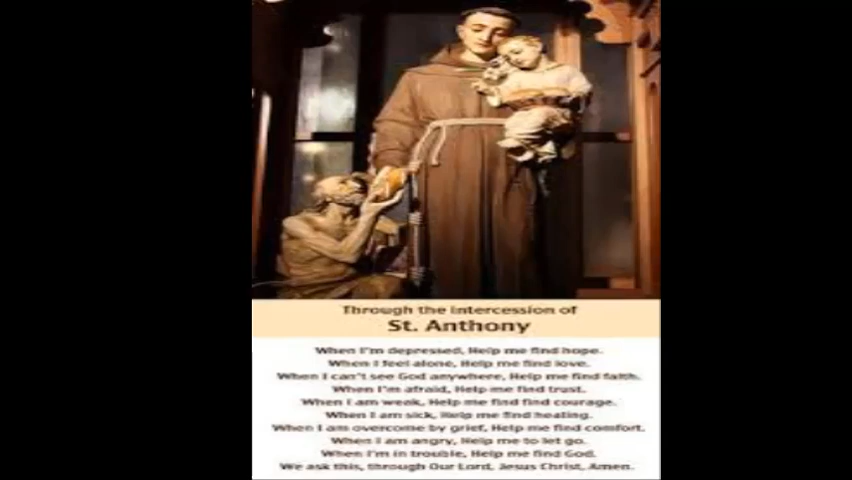 Through the Intercession of
St. Anthony
When I'm depressed, Help me find hope.
When I feel alone, Help me find love.
When I can't see God anywhere, Help me find faith.
When I'm afraid, Help me find trust.
When I am weak, Help me find find courage.
When I am sick, Help me find healing.
When I am overcome by grief, Help me find comfort.
When I am angry, Help me to let go.
When I'm in trouble, Help me find God.
We ask this, through Our Lord, Jesus Christ, Amen.